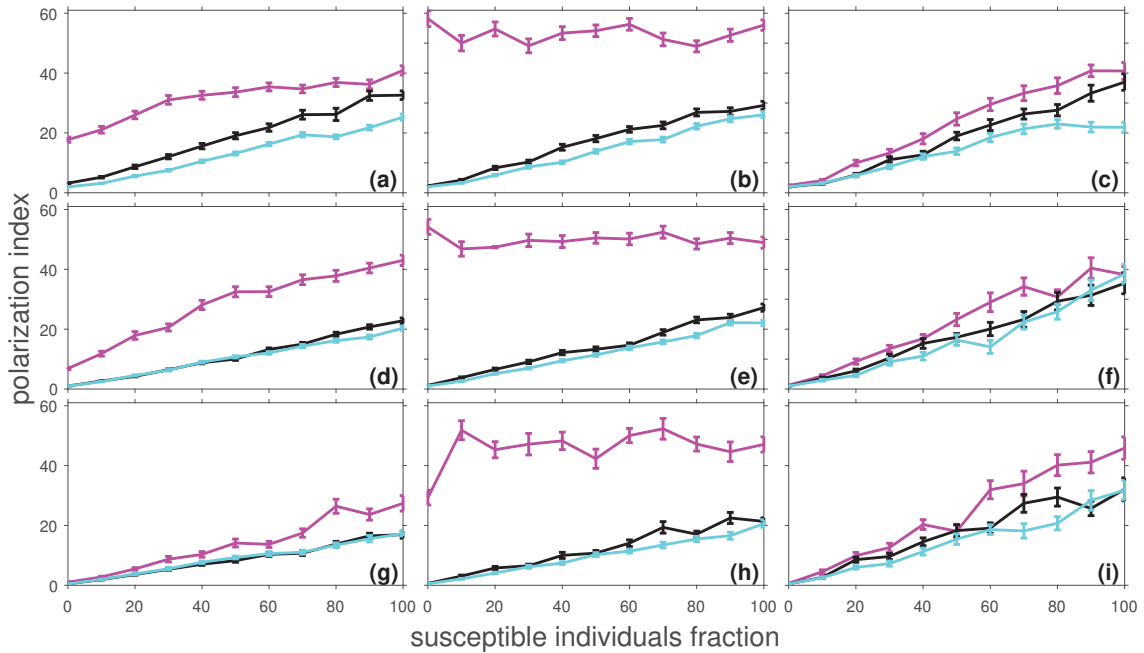 60
40
20
0
(a)
(b)
(c)
polarization index
60
40
20
0
(d)
(e)
(f)
60
40
20
0
(g)
(h)
(i)
0 20 40 60 80 100 0 20 40 60 80 100 0 20 40 60 80 100
susceptible individuals fraction